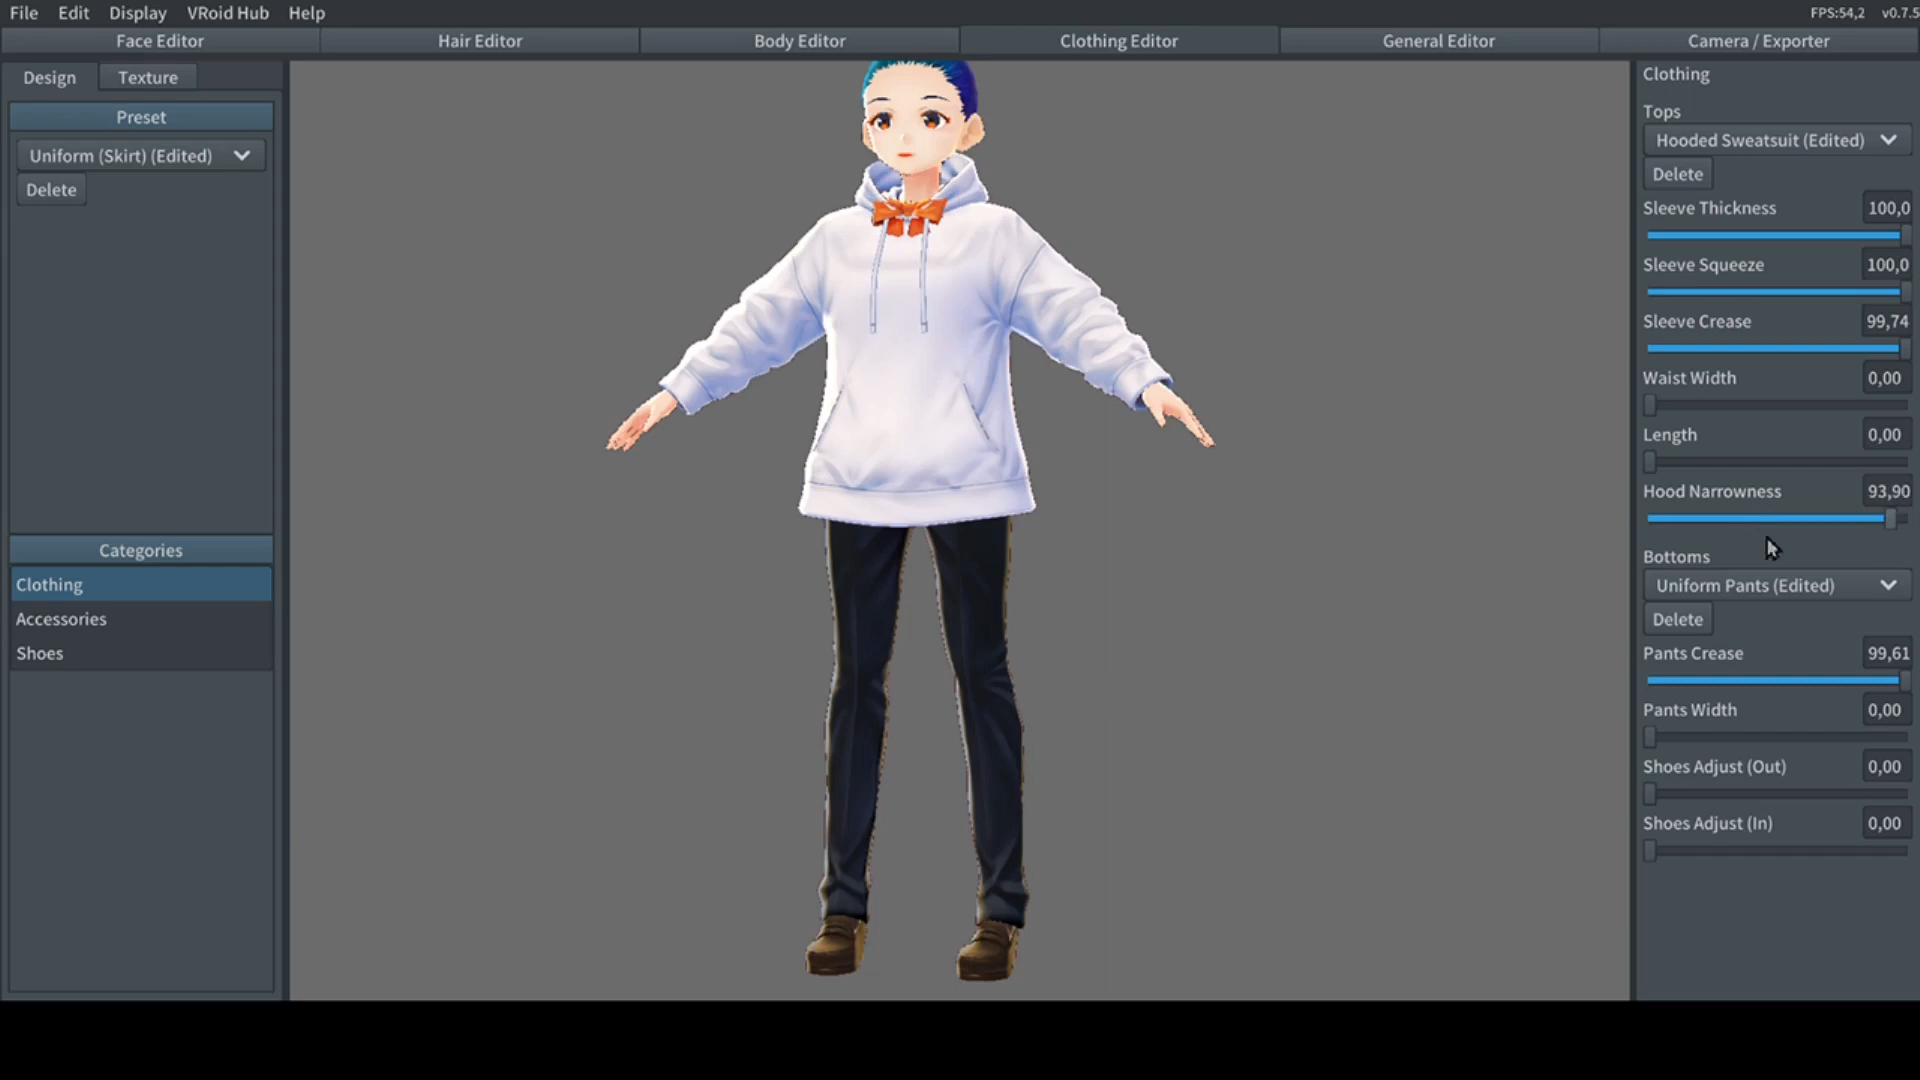 File Edit Display VRoid Hub Help FPS:54,2 v0.7.5
Face Editor Hair Editor Body Editor Clothing Editor General Editor Camera / Exporter
Design Texture
Preset
Uniform (Skirt) (Edited)
Delete
Categories
Clothing
Accessories
Shoes
Clothing
Tops
Hooded Sweatsuit (Edited)
Delete
Sleeve Thickness 100,0
Sleeve Squeeze 100,0
Sleeve Crease 99,74
Waist Width 0,00
Length 0,00
Hood Narrowness 93,90
Bottoms
Uniform Pants (Edited)
Delete
Pants Crease 99,61
Pants Width 0,00
Shoes Adjust (Out) 0,00
Shoes Adjust (In) 0,00